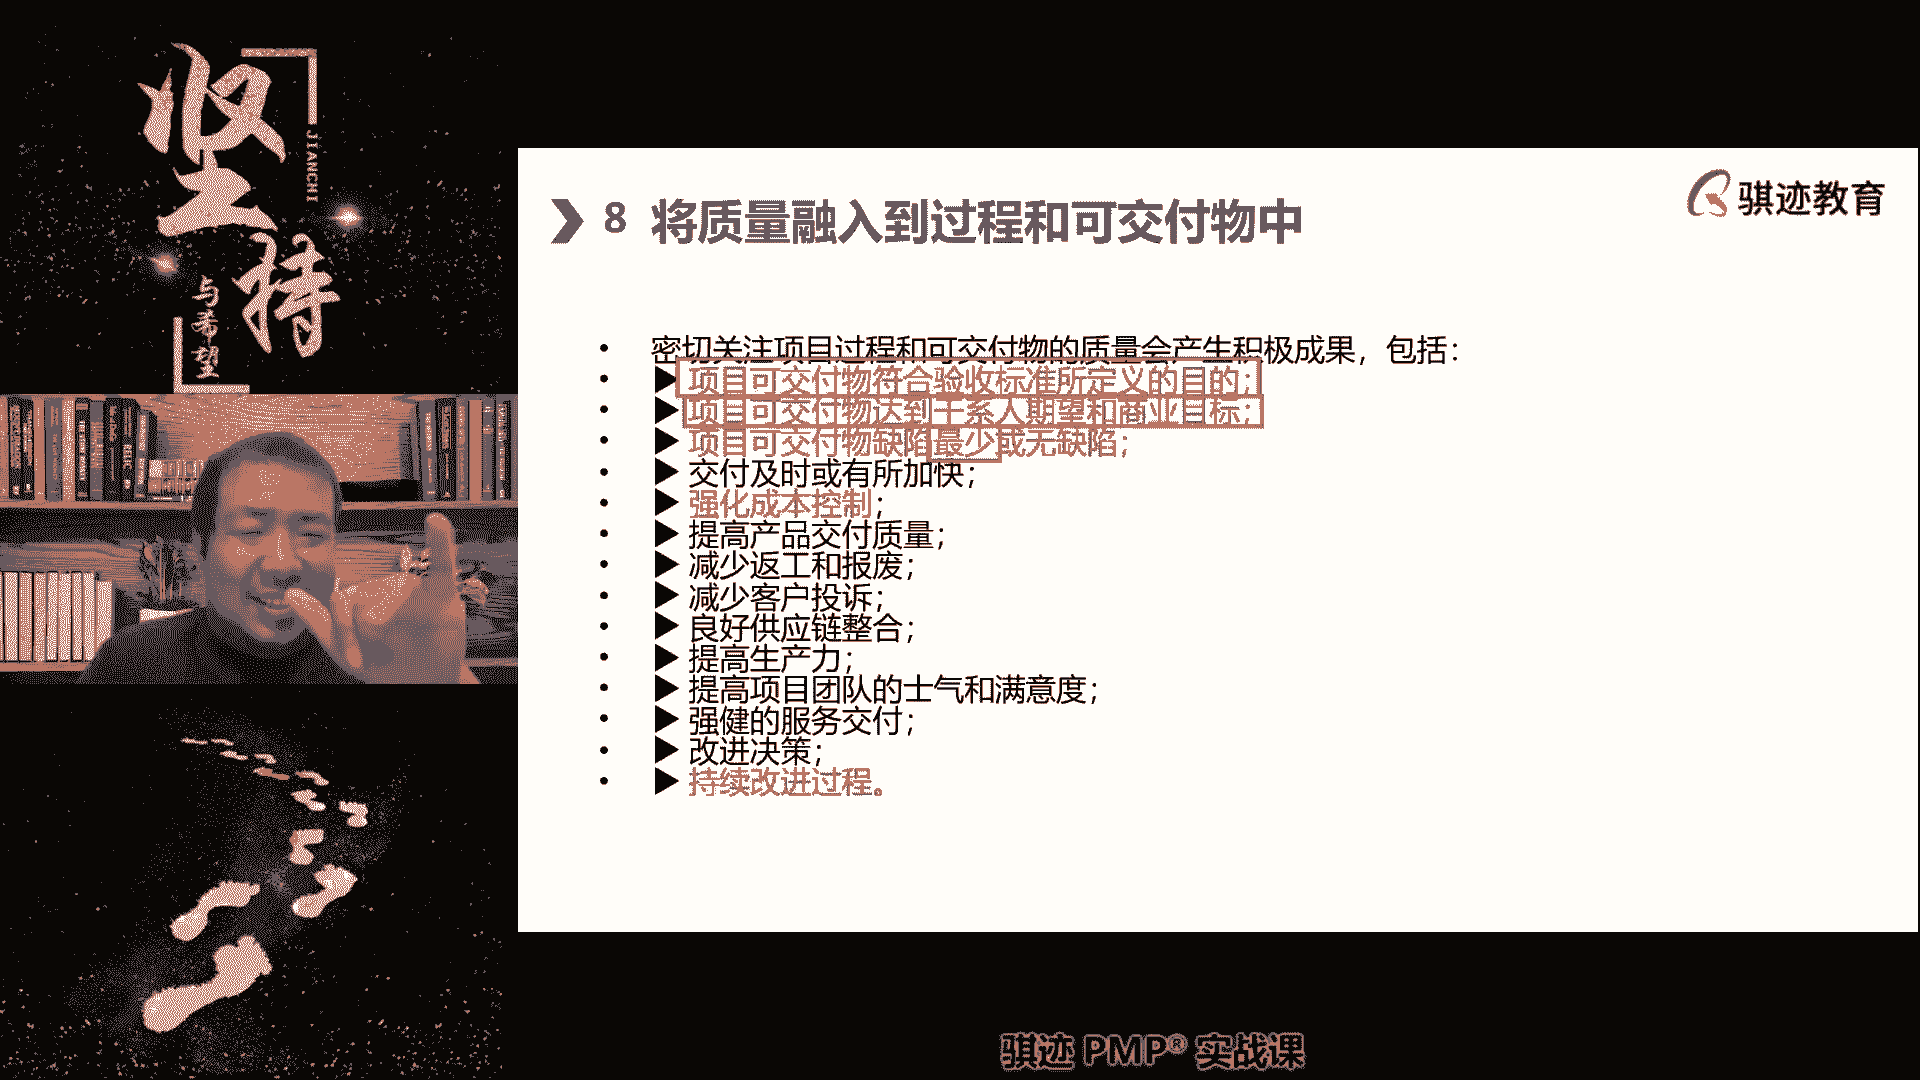 坚持
JIANCHI
与希望
骐迹教育
8 将质量融入到过程和可交付物中
密切关注项目过程和可交付物的质量会产生积极成果，包括：
项目可交付物符合验收标准所定义的目的；
项目可交付物达到干系人期望和商业目标；
项目可交付物缺陷最少或无缺陷；
交付及时或有所加快；
强化成本控制；
提高产品交付质量；
减少返工和报废；
减少客户投诉；
良好供应链整合；
提高生产力；
提高项目团队的士气和满意度；
强健的服务交付；
改进决策；
持续改进过程。
骐迹 PMP® 实战课